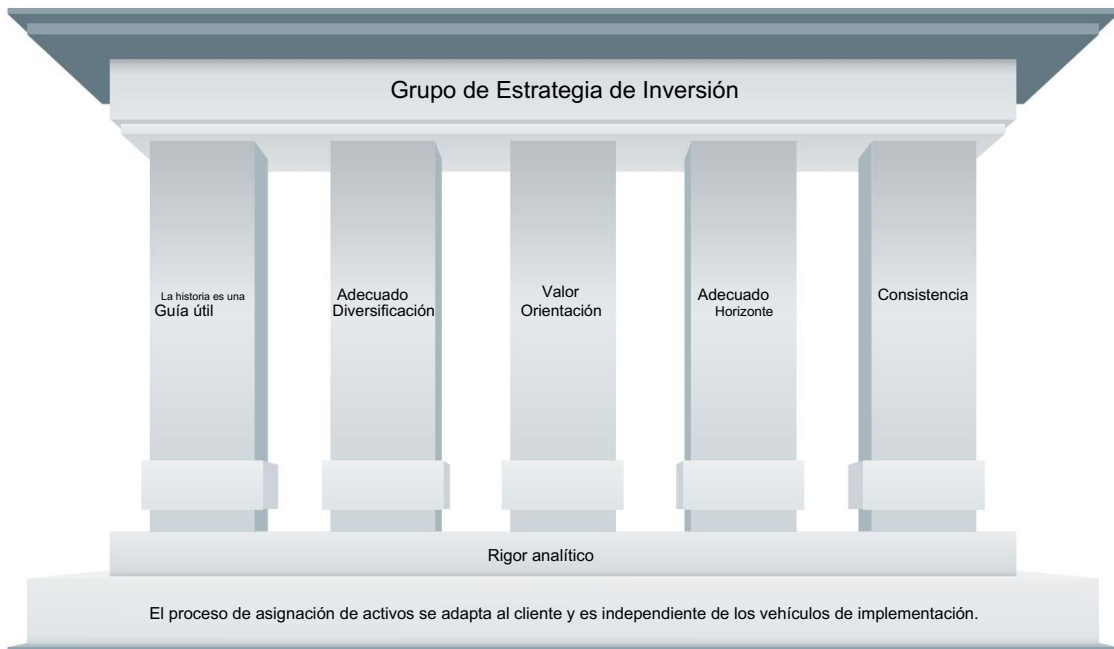 Grupo de Estrategia de Inversión
La historia es una
Guía útil
Adecuado
Diversificación
Valor
Orientación
Adecuado
Horizonte
Consistencia
Rigor analítico
El proceso de asignación de activos se adapta al cliente y es independiente de los vehículos de implementación.